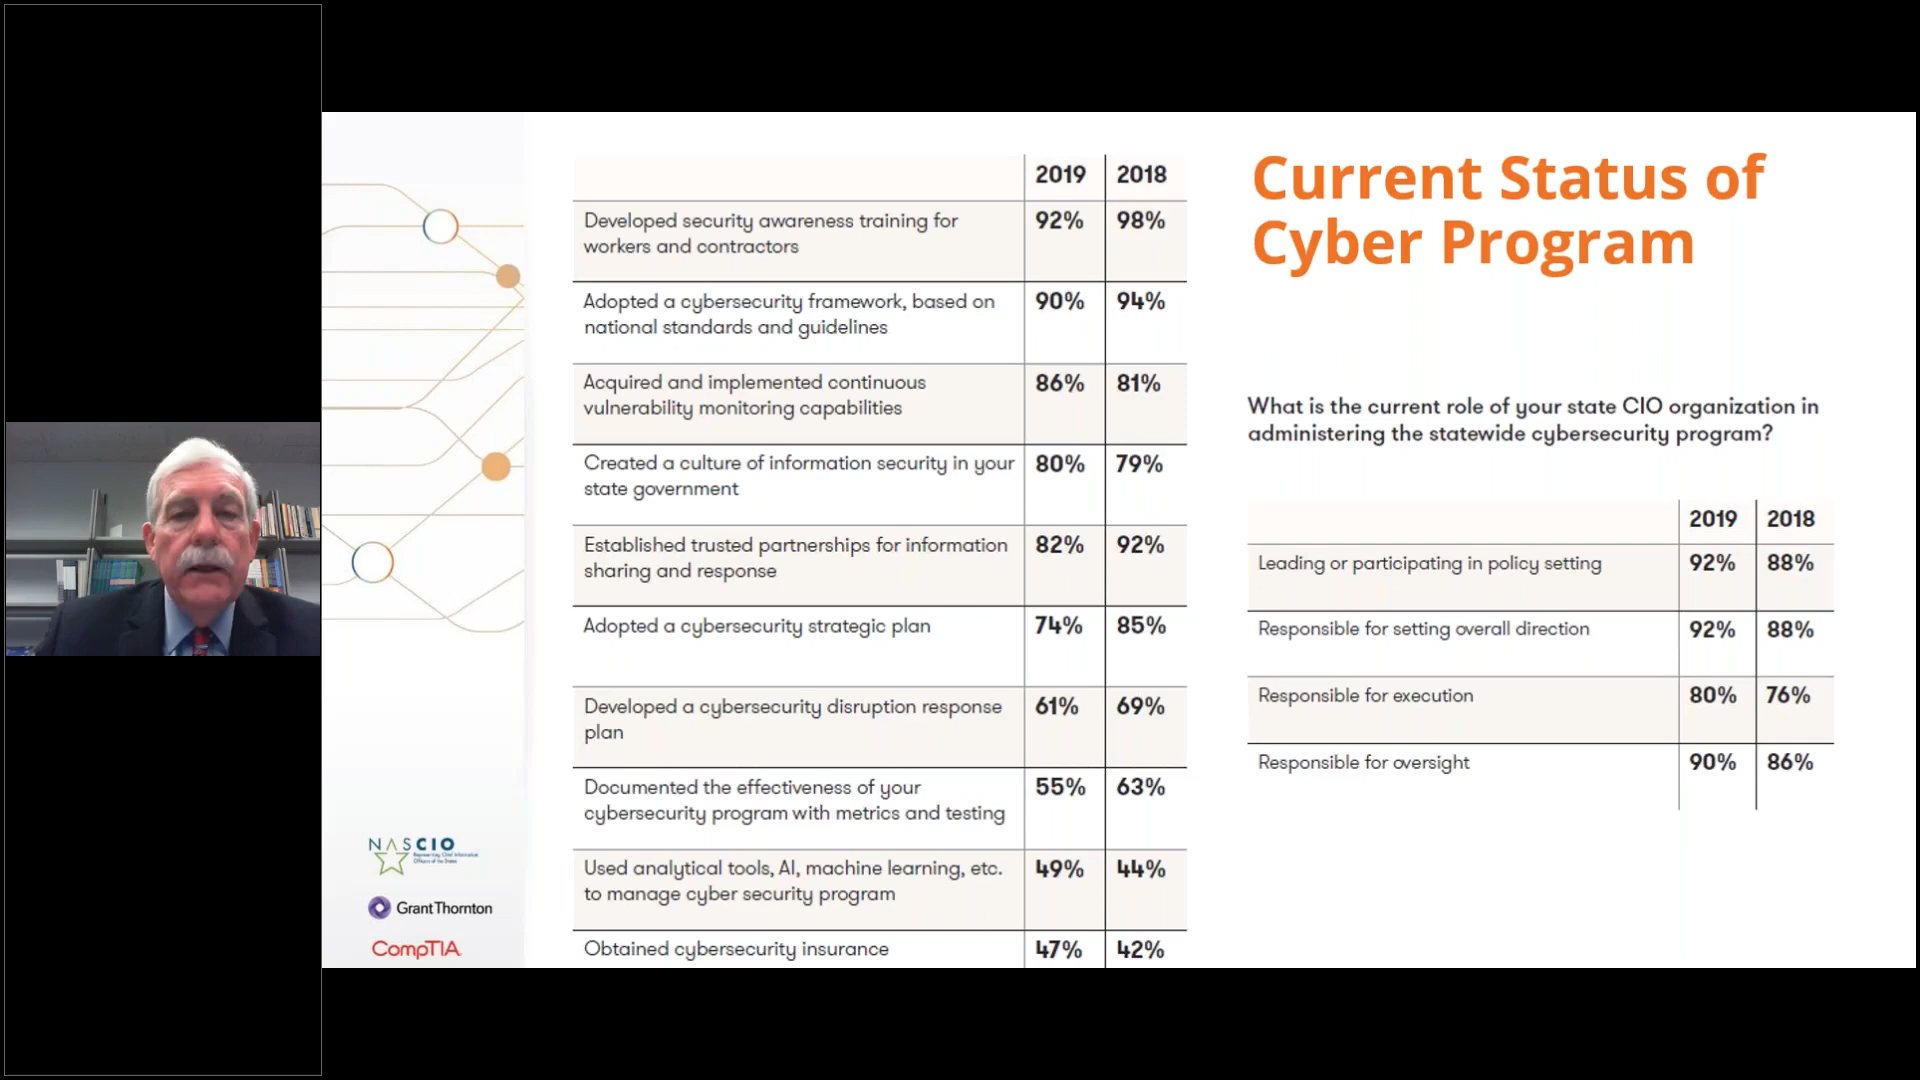 Current Status of
Cyber Program
2019 2018
Developed security awareness training for
workers and contractors
92% 98%
Adopted a cybersecurity framework, based on
national standards and guidelines
90% 94%
Acquired and implemented continuous
vulnerability monitoring capabilities
86% 81%
Created a culture of information security in your
state government
80% 79%
Established trusted partnerships for information
sharing and response
82% 92%
Adopted a cybersecurity strategic plan
74% 85%
Developed a cybersecurity disruption response
plan
61% 69%
Documented the effectiveness of your
cybersecurity program with metrics and testing
55% 63%
Used analytical tools, AI, machine learning, etc.
to manage cyber security program
49% 44%
Obtained cybersecurity insurance
47% 42%
What is the current role of your state CIO organization in
administering the statewide cybersecurity program?
2019 2018
Leading or participating in policy setting
92% 88%
Responsible for setting overall direction
92% 88%
Responsible for execution
80% 76%
Responsible for oversight
90% 86%
NASCIO
Representing Chief Information
Officers of the States
GrantThornton
CompTIA